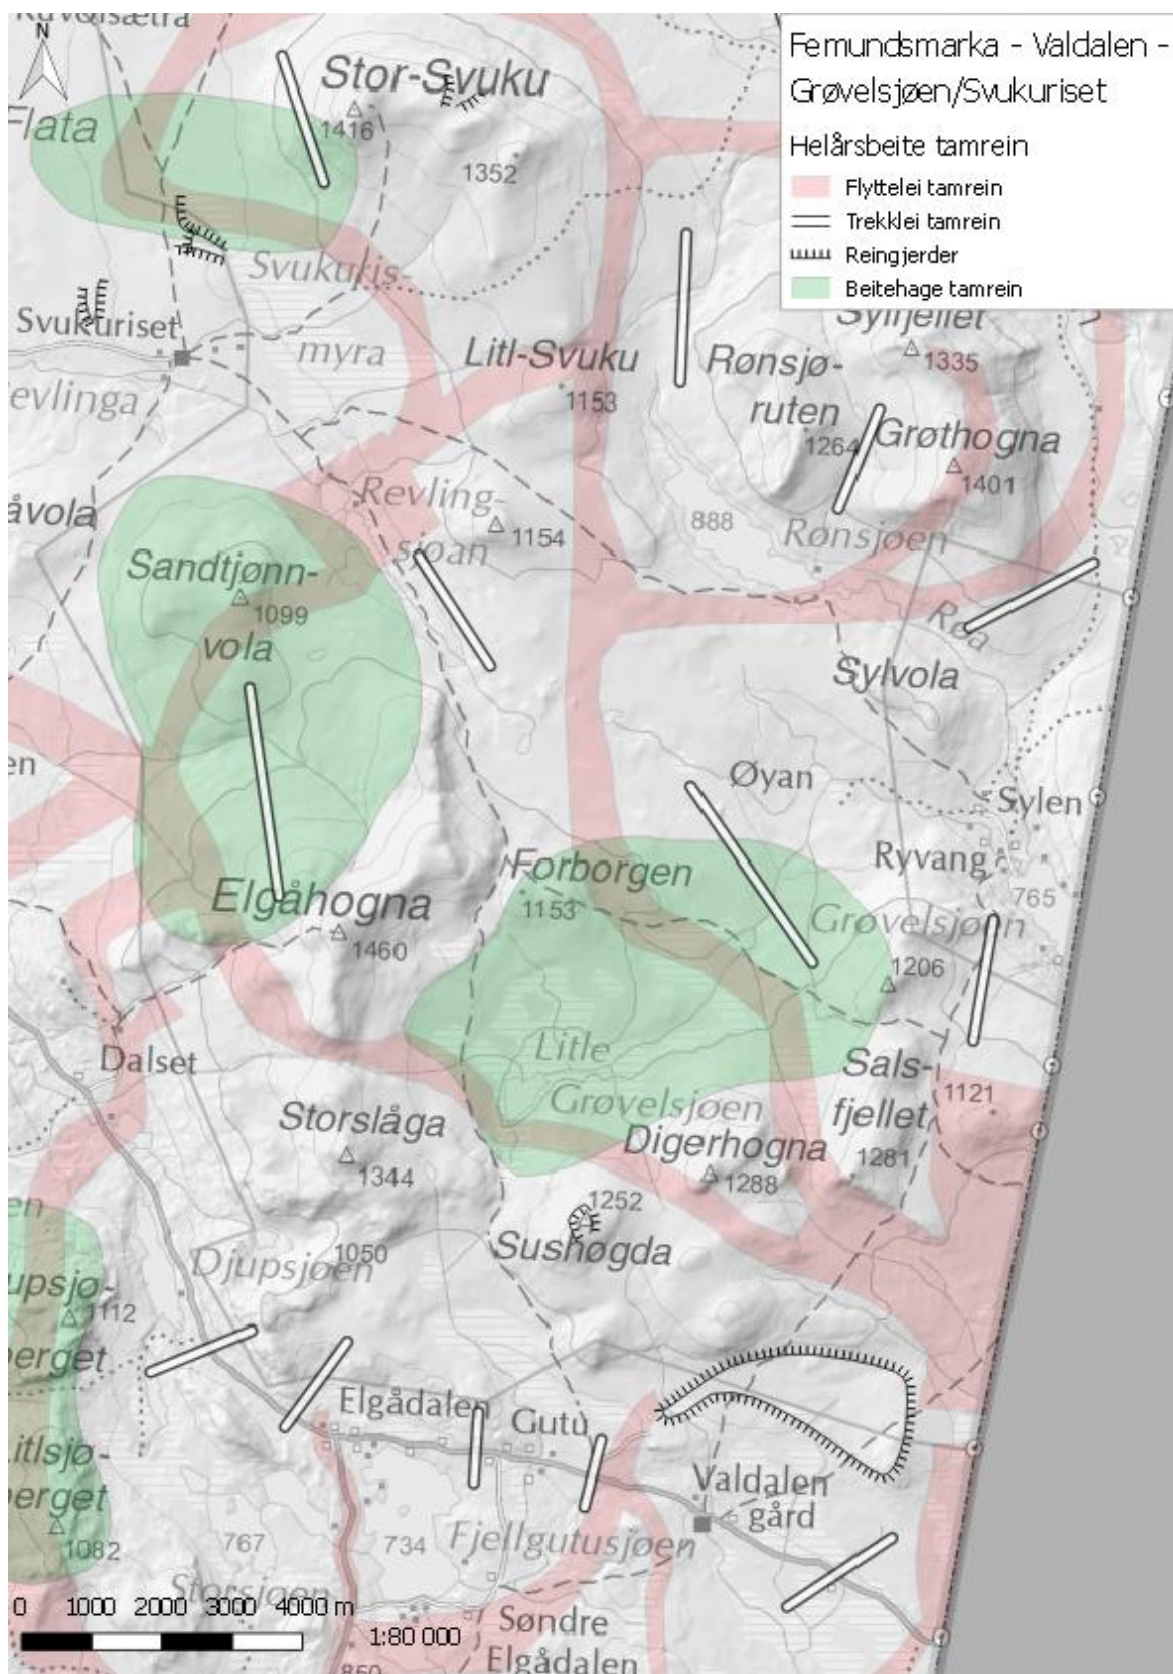 Femundsmarka - Valdalen -
Grøvelsjøen/Svukuriset
Helårsbeite tamrein
Flyttelei tamrein
Trekklei tamrein
Reingjerder
Beitehage tamrein
N
Flata
Stor-Svuku
1416
1352
Svukuris-
myra
Svukuriset
Litl-Svuku
1153
Rønsjø-
ruten
1264
1335
Grøthogna
1401
Revling-
sjøan
1154
888
Rønsjøen
Røa
Sandtjønn-
vola
1099
Sylvola
Øyan
Sylen
Ryvang
765
Forborgen
1153
Grøvelsjøen
1206
Elgåhogna
1460
Litle
Grøvelsjøen
Dalset
Sals-
fjellet
1121
1281
Storslåga
1344
Digerhogna
1288
1252
Sushøgda
1050
Djupsjøen
1112
Elgådalen
Gutu
Valdalen
gård
1082
767
734
Fjellgutusjøen
Storsjøen
Søndre
Elgådalen
850
0 1000 2000 3000 4000 m
1:80 000